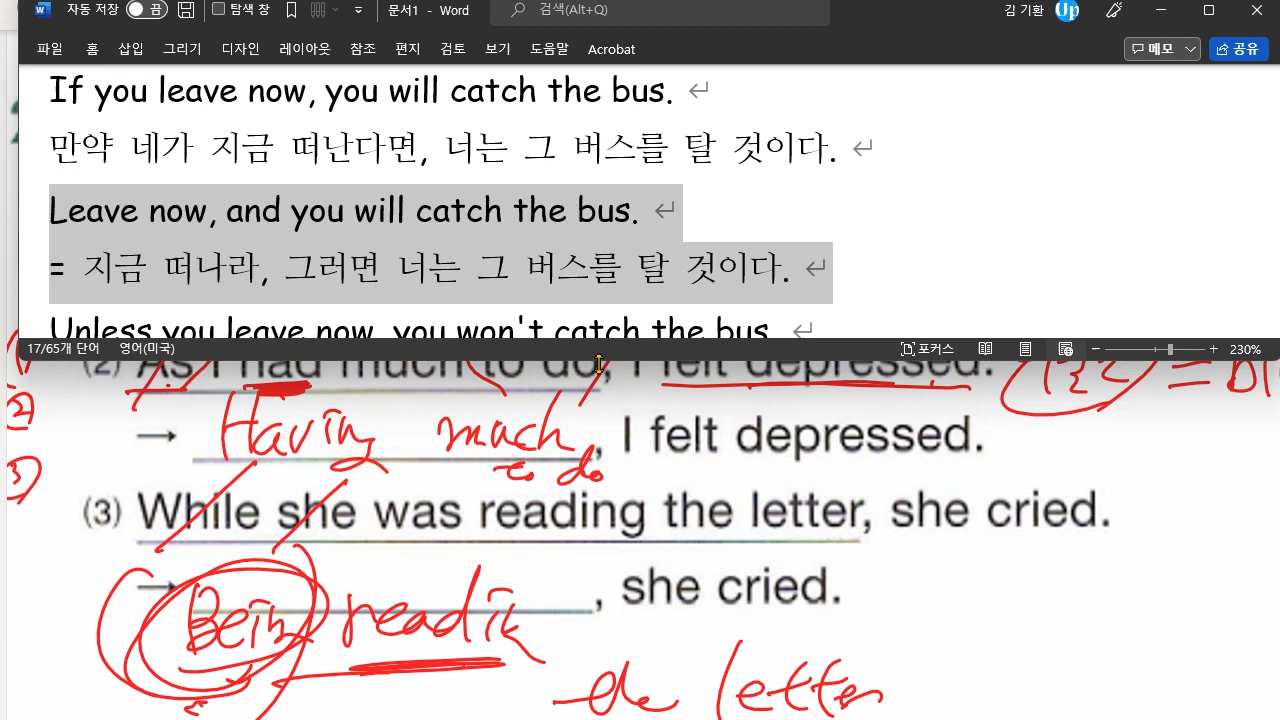 자동 저장 끔 탐색 창 문서1 - Word 검색(Alt+Q) 김 기환 Up
파일 홈 삽입 그리기 디자인 레이아웃 참조 편지 검토 보기 도움말 Acrobat 메모 공유
If you leave now, you will catch the bus.
만약 네가 지금 떠난다면, 너는 그 버스를 탈 것이다.
Leave now, and you will catch the bus.
= 지금 떠나라, 그러면 너는 그 버스를 탈 것이다.
Unless you leave now, you won't catch the bus.
17/65개 단어 영어(미국) 포커스 230%
(2) As I had much to do, I felt depressed.
→ Having much to do, I felt depressed.
(3) While she was reading the letter, she cried.
→ Being , she cried.
letter